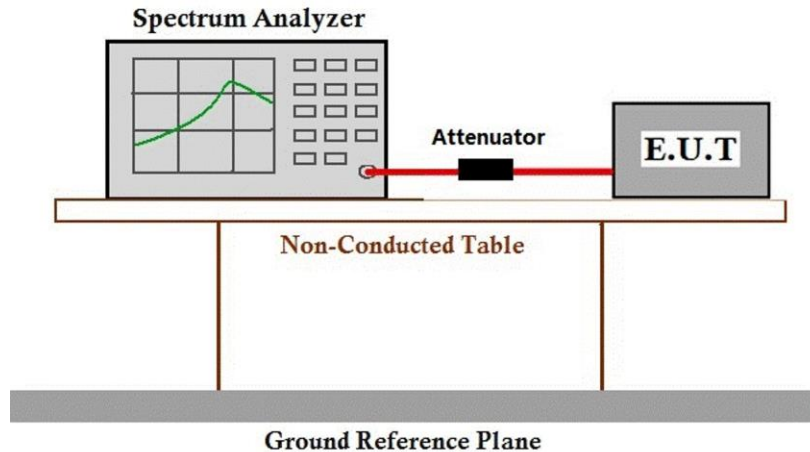 Spectrum Analyzer
Attenuator
E.U.T
Non-Conducted Table
Ground Reference Plane